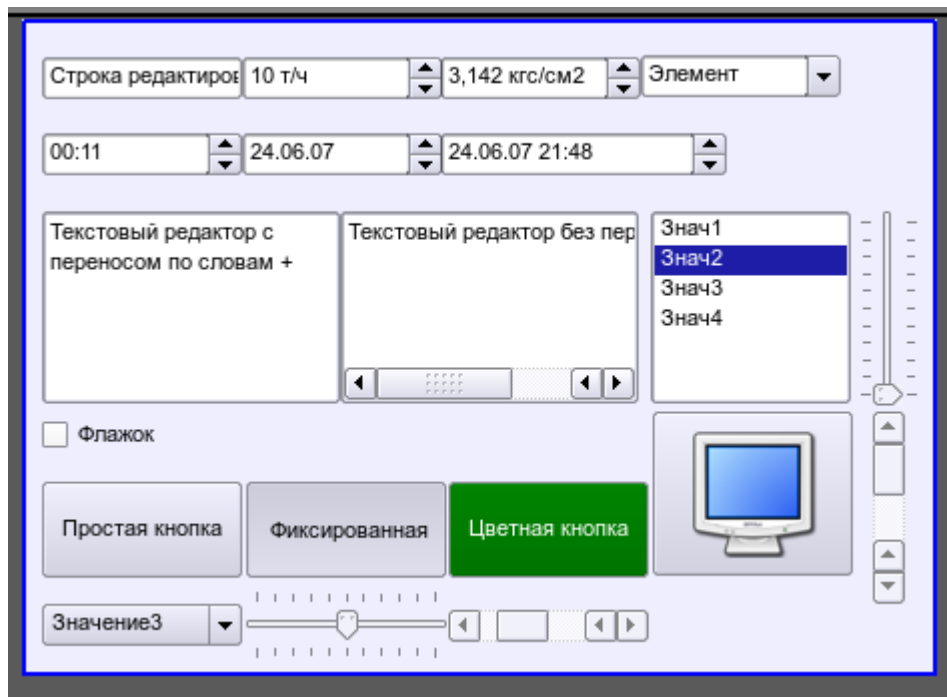 Строка редактиров
10 т/ч
3,142 кгс/см2
Элемент
00:11
24.06.07
24.06.07 21:48
Текстовый редактор с
переносом по словам +
Текстовый редактор без пер
Знач1
Знач2
Знач3
Знач4
Флажок
Простая кнопка
Фиксированная
Цветная кнопка
Значение3